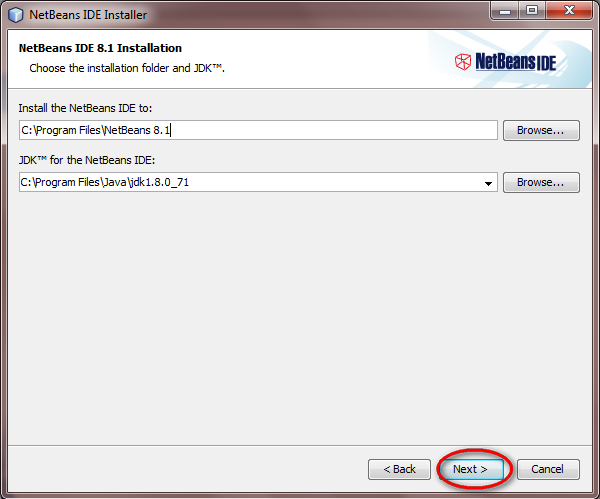 NetBeans IDE Installer
NetBeans IDE 8.1 Installation
Choose the installation folder and JDK™.
NetBeans IDE
Install the NetBeans IDE to:
C:\Program Files\NetBeans 8.1
Browse...
JDK™ for the NetBeans IDE:
C:\Program Files\Java\jdk1.8.0_71
Browse...
< Back
Next >
Cancel